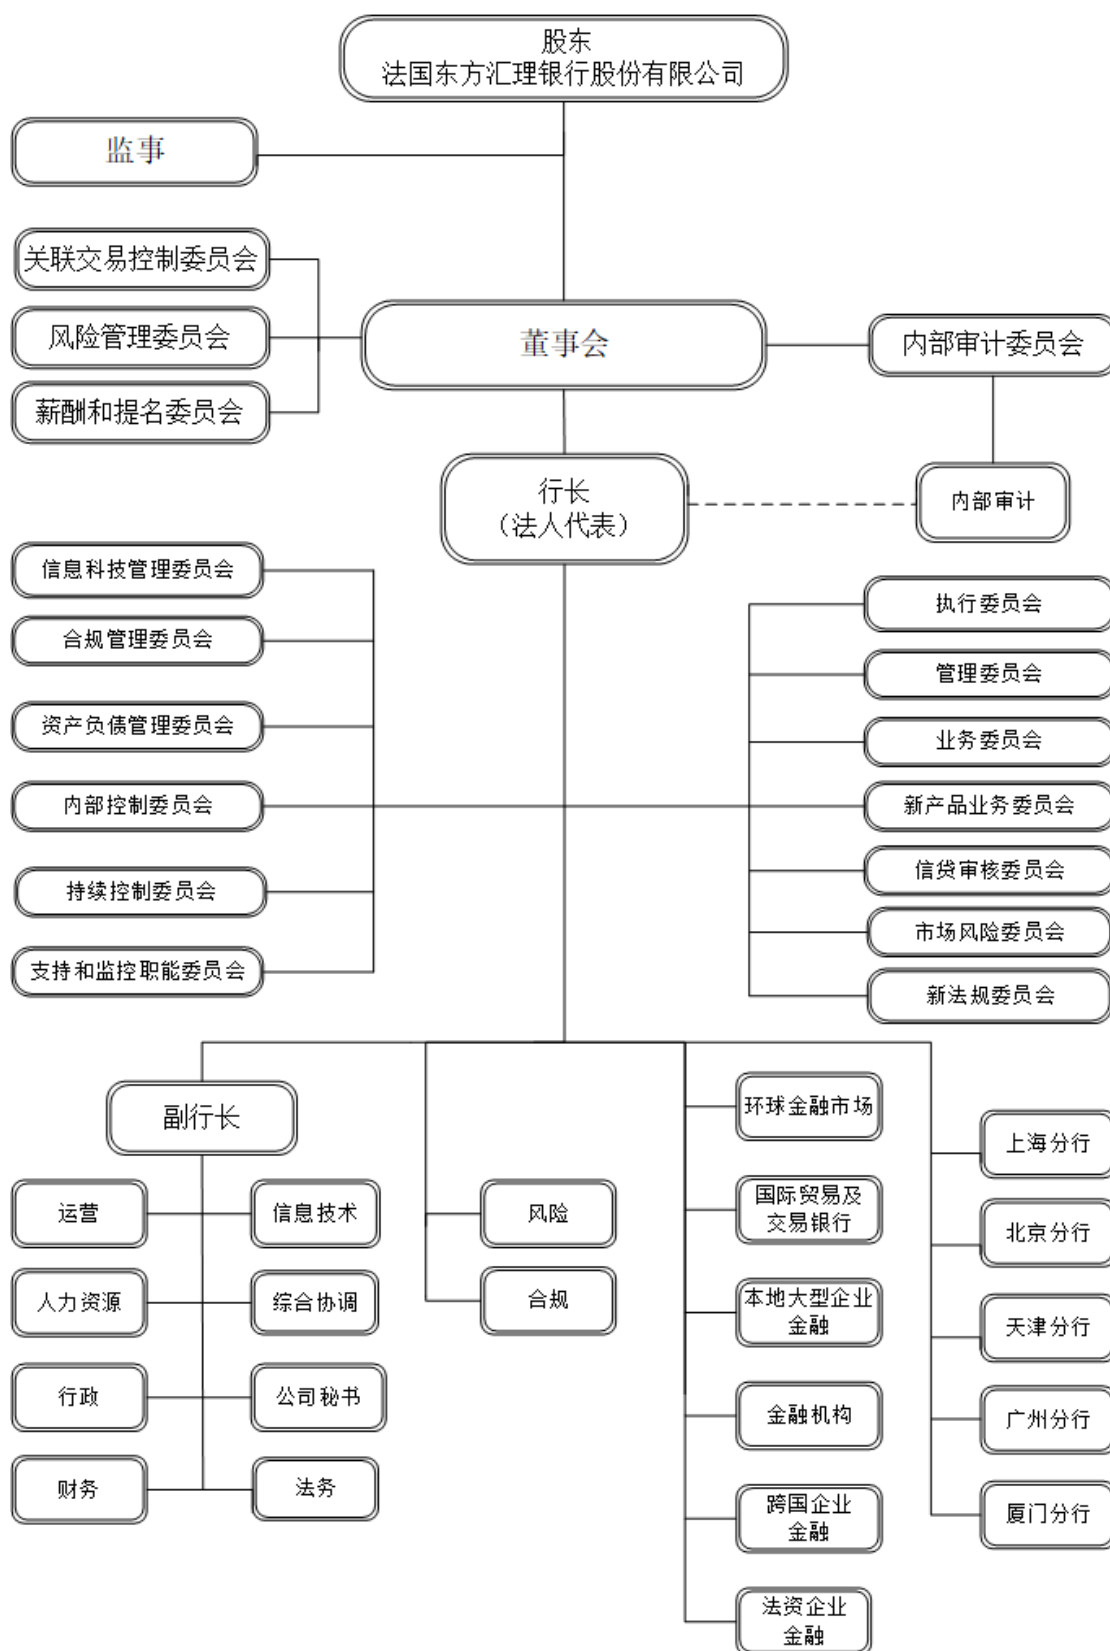 股东
法国东方汇理银行股份有限公司
监事
关联交易控制委员会
风险管理委员会
薪酬和提名委员会
董事会
内部审计委员会
行长
（法人代表）
内部审计
信息科技管理委员会
合规管理委员会
资产负债管理委员会
内部控制委员会
持续控制委员会
支持和监控职能委员会
执行委员会
管理委员会
业务委员会
新产品业务委员会
信贷审核委员会
市场风险委员会
新法规委员会
副行长
运营
信息技术
人力资源
综合协调
行政
公司秘书
财务
法务
风险
合规
环球金融市场
国际贸易及
交易银行
本地大型企业
金融
金融机构
跨国企业
金融
法资企业
金融
上海分行
北京分行
天津分行
广州分行
厦门分行